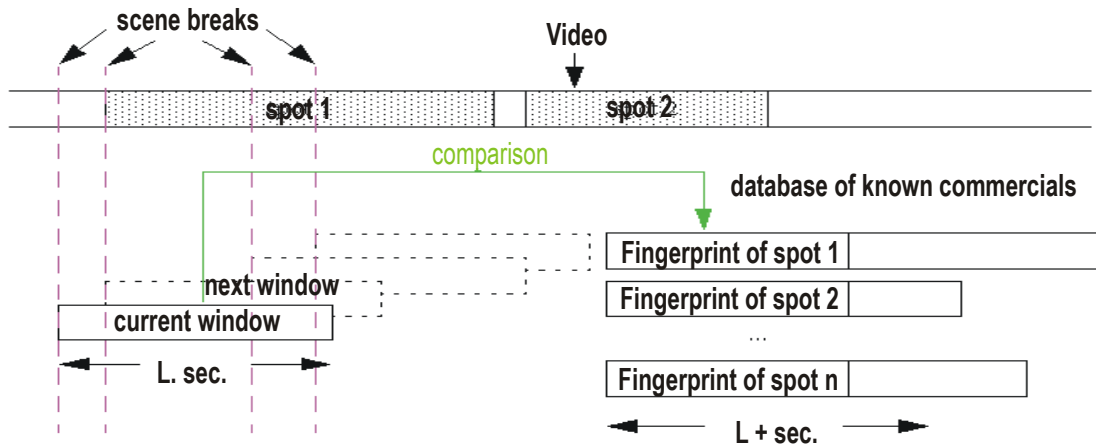 scene breaks
Video
spot 1
spot 2
comparison
database of known commercials
Fingerprint of spot 1
next window
Fingerprint of spot 2
current window
...
L. sec.
Fingerprint of spot n
L + sec.